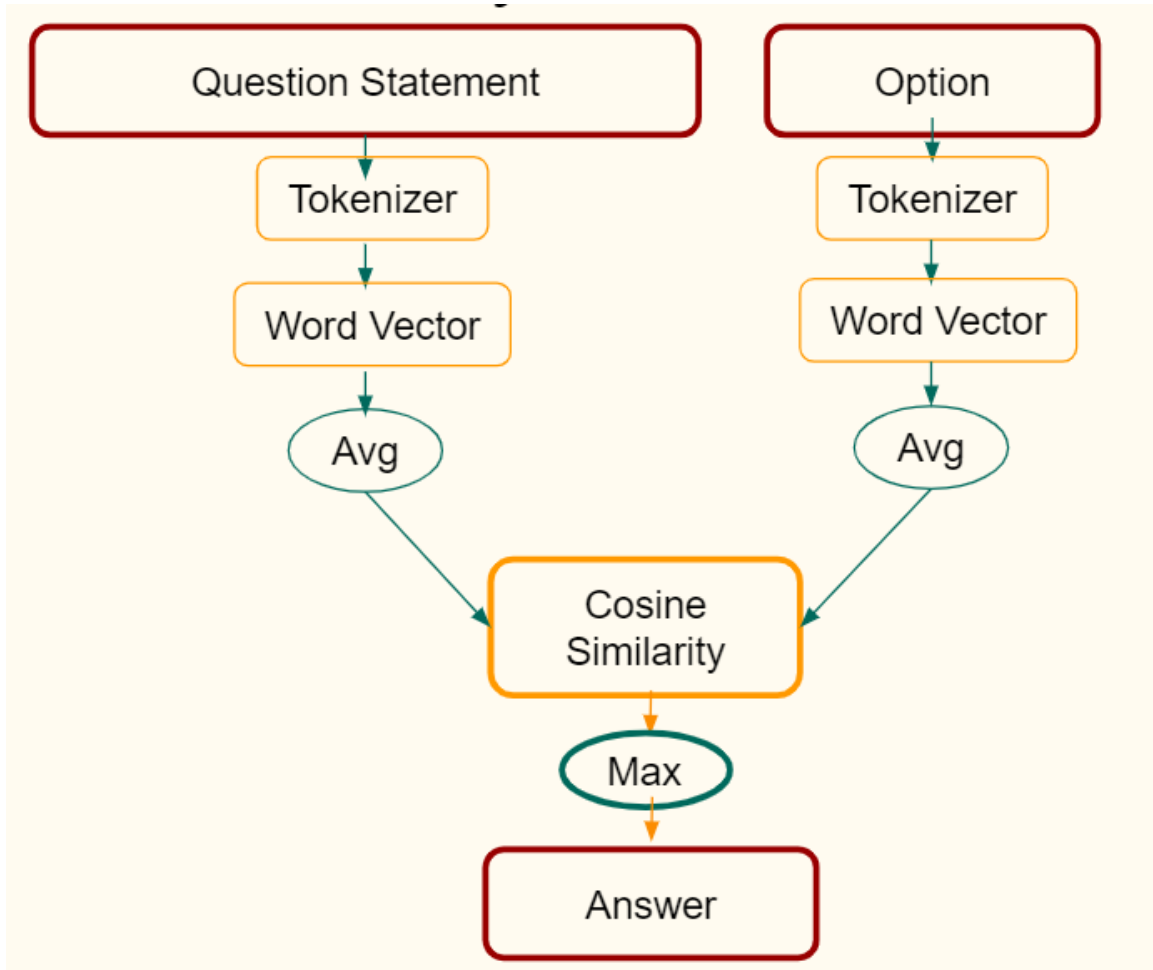 Question Statement
Option
Tokenizer
Tokenizer
Word Vector
Word Vector
Avg
Avg
Cosine
Similarity
Max
Answer